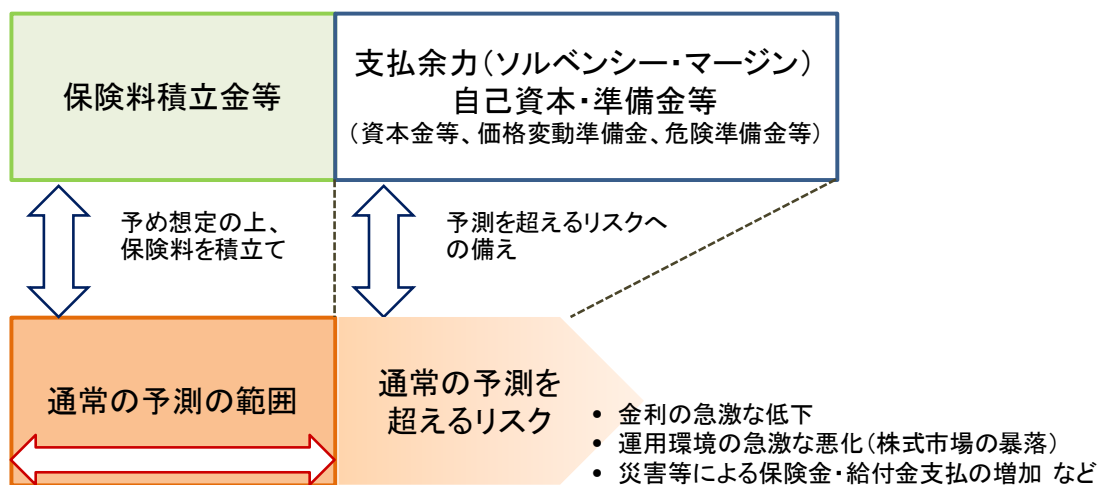 保険料積立金等
支払余力（ソルベンシー・マージン）
自己資本・準備金等
（資本金等、価格変動準備金、危険準備金等）
予め想定の上、
保険料を積立て
予測を超えるリスクへ
の備え
通常の予測の範囲
通常の予測を
超えるリスク
• 金利の急激な低下
• 運用環境の急激な悪化（株式市場の暴落）
• 災害等による保険金・給付金支払の増加 など